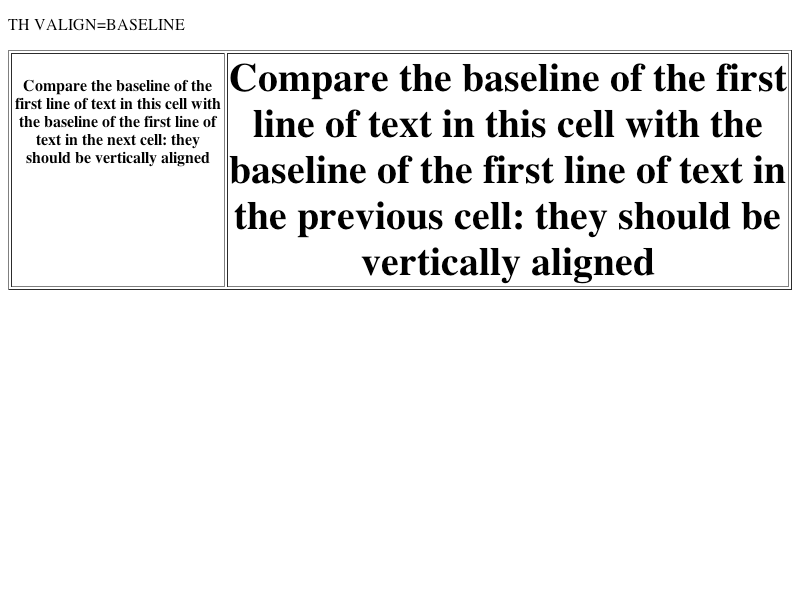 TH VALIGN=BASELINE
Compare the baseline of the
first line of text in this cell with
the baseline of the first line of
text in the next cell: they
should be vertically aligned
Compare the baseline of the first
line of text in this cell with the
baseline of the first line of text in
the previous cell: they should be
vertically aligned